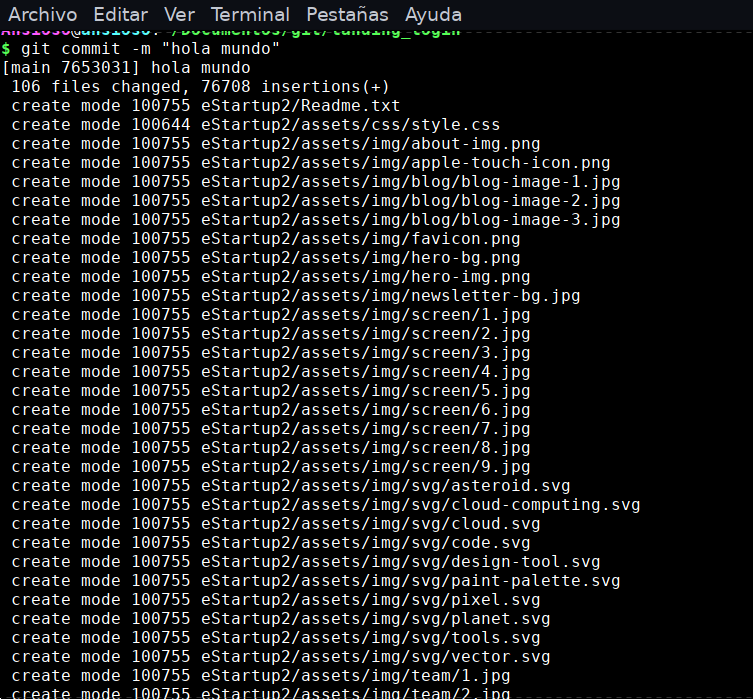 Archivo Editar Ver Terminal Pestañas Ayuda
Ansioso@ansioso:~/Documentos/git/landing_login
$ git commit -m "hola mundo"
[main 7653031] hola mundo
 106 files changed, 76708 insertions(+)
 create mode 100755 eStartup2/Readme.txt
 create mode 100644 eStartup2/assets/css/style.css
 create mode 100755 eStartup2/assets/img/about-img.png
 create mode 100755 eStartup2/assets/img/apple-touch-icon.png
 create mode 100755 eStartup2/assets/img/blog/blog-image-1.jpg
 create mode 100755 eStartup2/assets/img/blog/blog-image-2.jpg
 create mode 100755 eStartup2/assets/img/blog/blog-image-3.jpg
 create mode 100755 eStartup2/assets/img/favicon.png
 create mode 100755 eStartup2/assets/img/hero-bg.png
 create mode 100755 eStartup2/assets/img/hero-img.png
 create mode 100755 eStartup2/assets/img/newsletter-bg.jpg
 create mode 100755 eStartup2/assets/img/screen/1.jpg
 create mode 100755 eStartup2/assets/img/screen/2.jpg
 create mode 100755 eStartup2/assets/img/screen/3.jpg
 create mode 100755 eStartup2/assets/img/screen/4.jpg
 create mode 100755 eStartup2/assets/img/screen/5.jpg
 create mode 100755 eStartup2/assets/img/screen/6.jpg
 create mode 100755 eStartup2/assets/img/screen/7.jpg
 create mode 100755 eStartup2/assets/img/screen/8.jpg
 create mode 100755 eStartup2/assets/img/screen/9.jpg
 create mode 100755 eStartup2/assets/img/svg/asteroid.svg
 create mode 100755 eStartup2/assets/img/svg/cloud-computing.svg
 create mode 100755 eStartup2/assets/img/svg/cloud.svg
 create mode 100755 eStartup2/assets/img/svg/code.svg
 create mode 100755 eStartup2/assets/img/svg/design-tool.svg
 create mode 100755 eStartup2/assets/img/svg/paint-palette.svg
 create mode 100755 eStartup2/assets/img/svg/pixel.svg
 create mode 100755 eStartup2/assets/img/svg/planet.svg
 create mode 100755 eStartup2/assets/img/svg/tools.svg
 create mode 100755 eStartup2/assets/img/svg/vector.svg
 create mode 100755 eStartup2/assets/img/team/1.jpg
 create mode 100755 eStartup2/assets/img/team/2.jpg